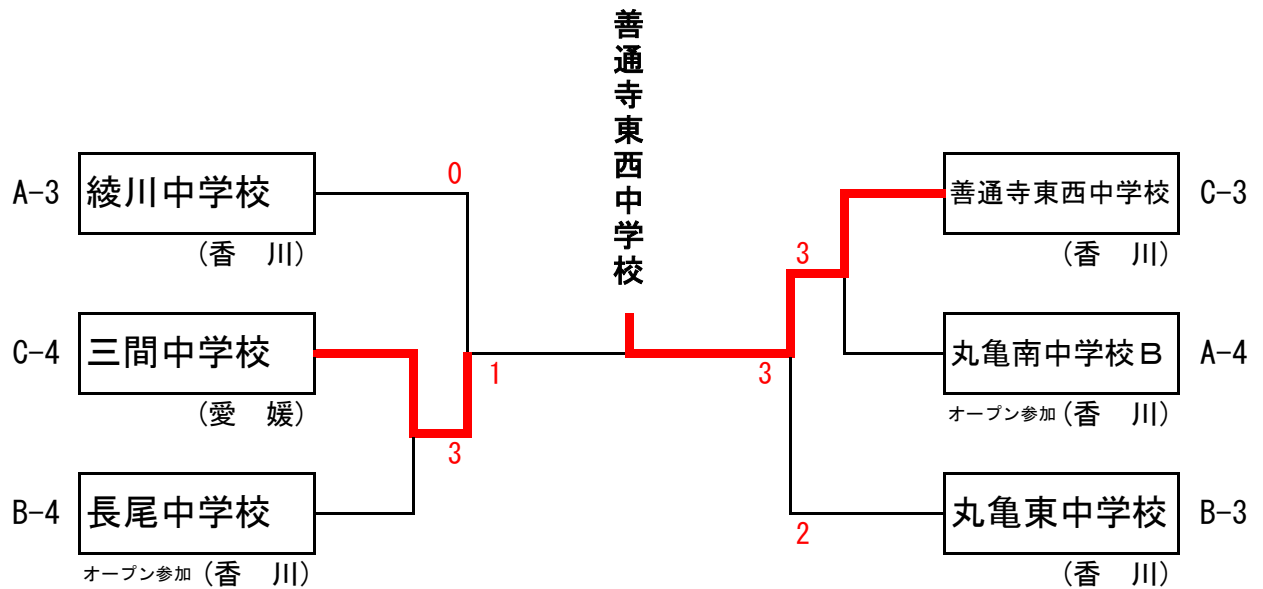 善通寺東西中学校
A-3
綾川中学校
(香 川)
0
C-4
三間中学校
(愛 媛)
3
1
B-4
長尾中学校
オープン参加 (香 川)
善通寺東西中学校
C-3
(香 川)
3
丸亀南中学校B
A-4
オープン参加 (香 川)
3
丸亀東中学校
B-3
(香 川)
2